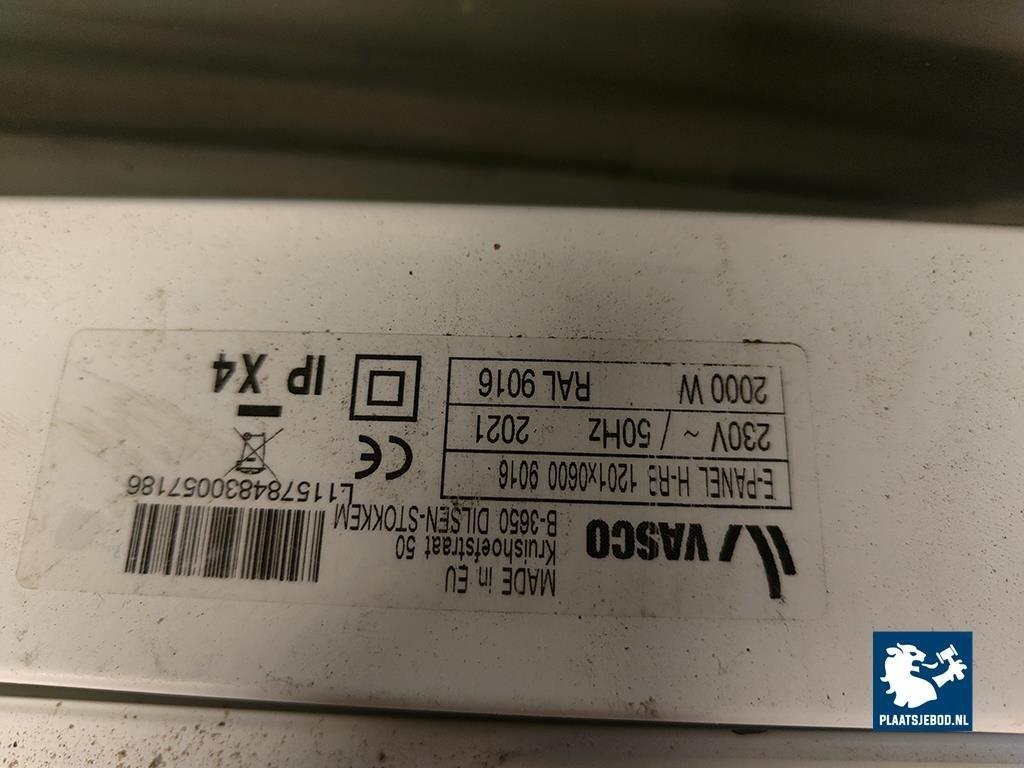 VASCO
MADE in EU
Kruishoefstraat 50
B-3650 DILSEN-STOKKEM
E-PANEL H-R3 1201x0600 9016
230V ~ / 50Hz 2021
2000 W RAL 9016
L115784830057186
IP X4
CE
PLAATSJEBOD.NL